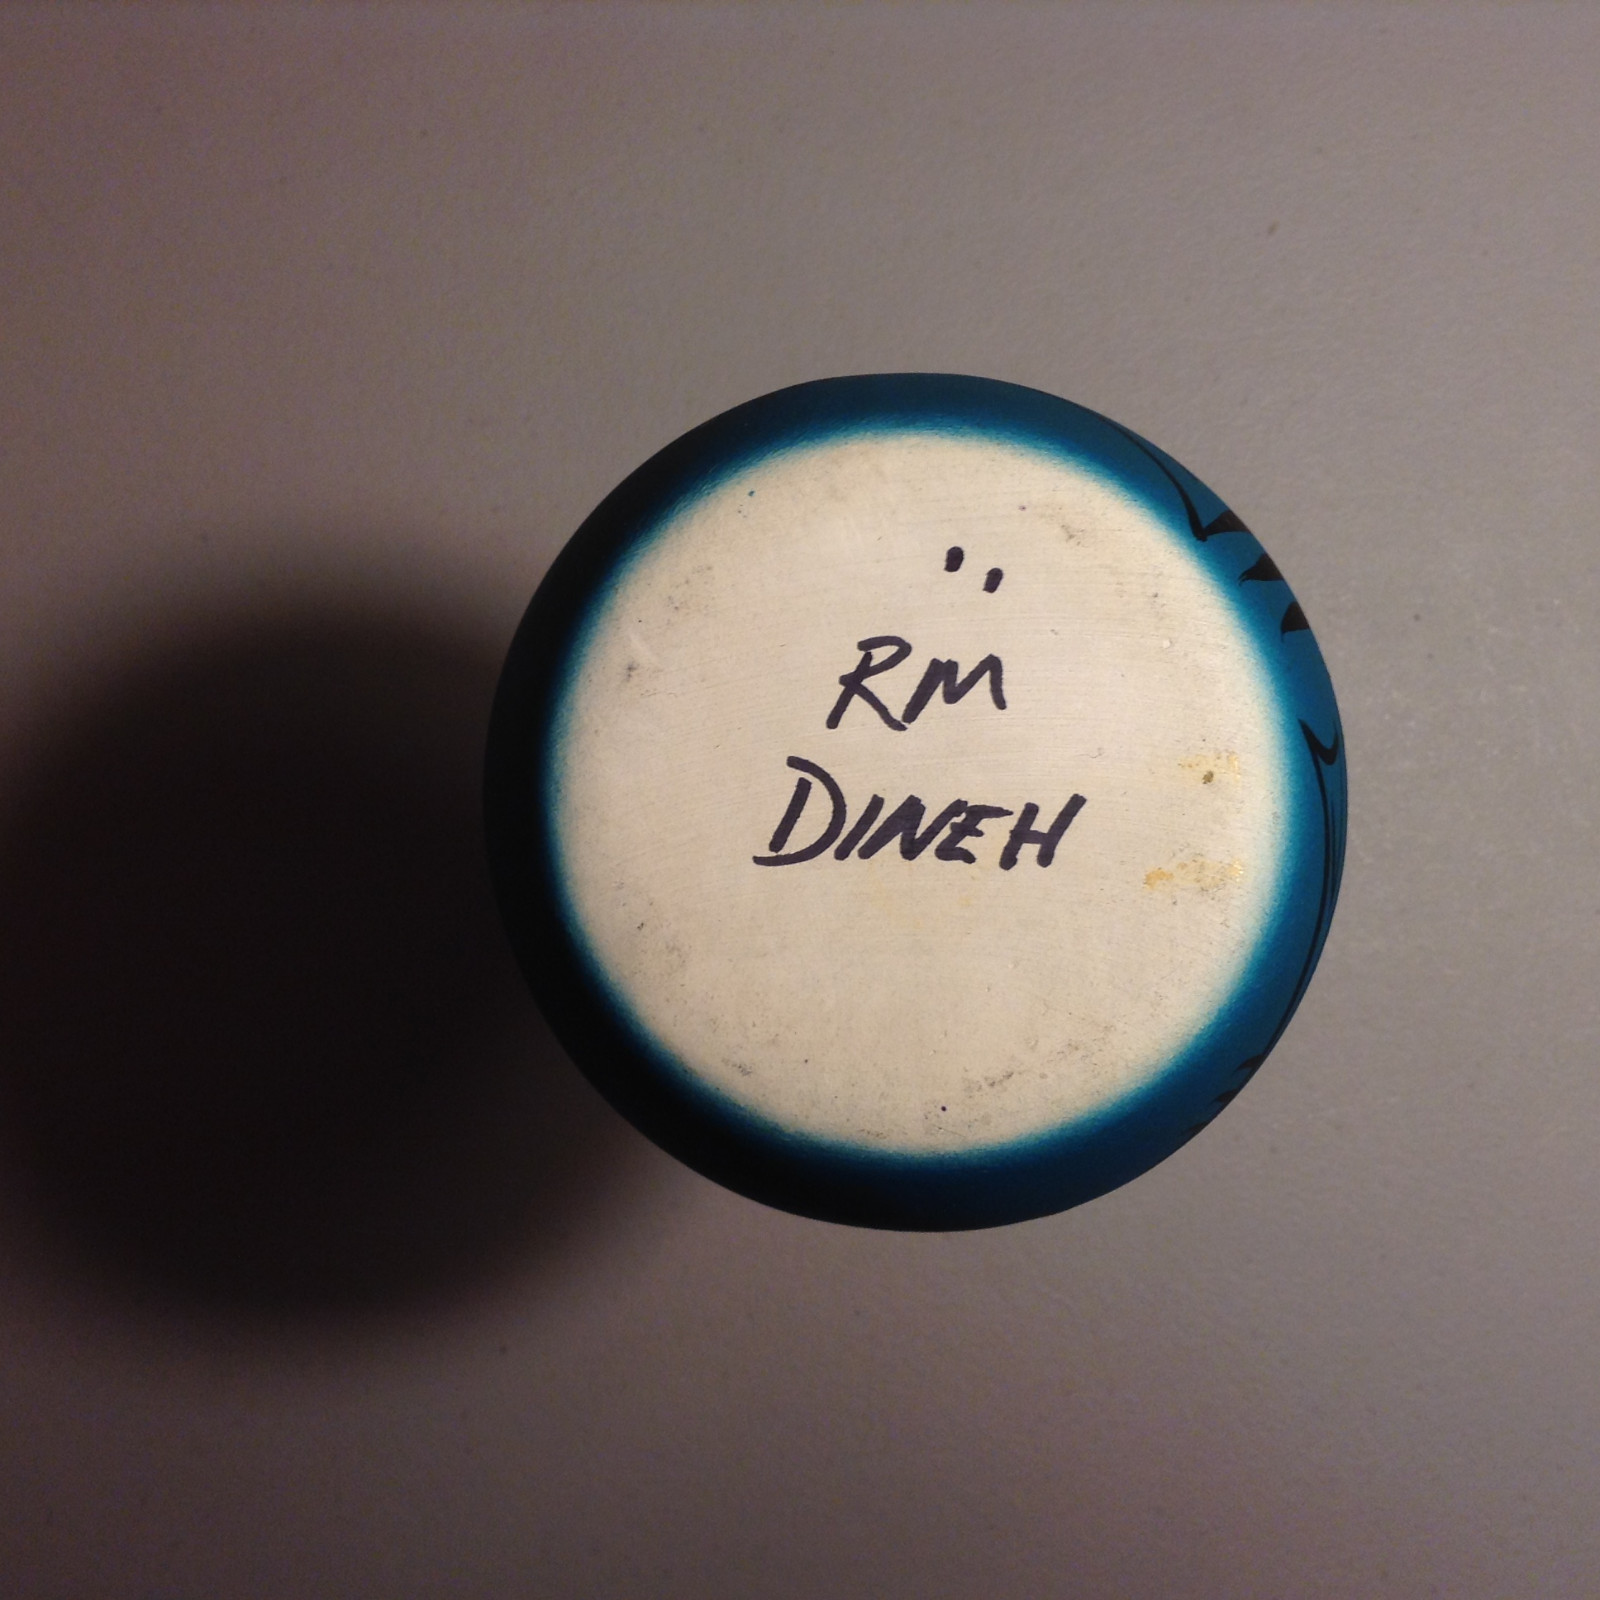 "
RM
DINEH